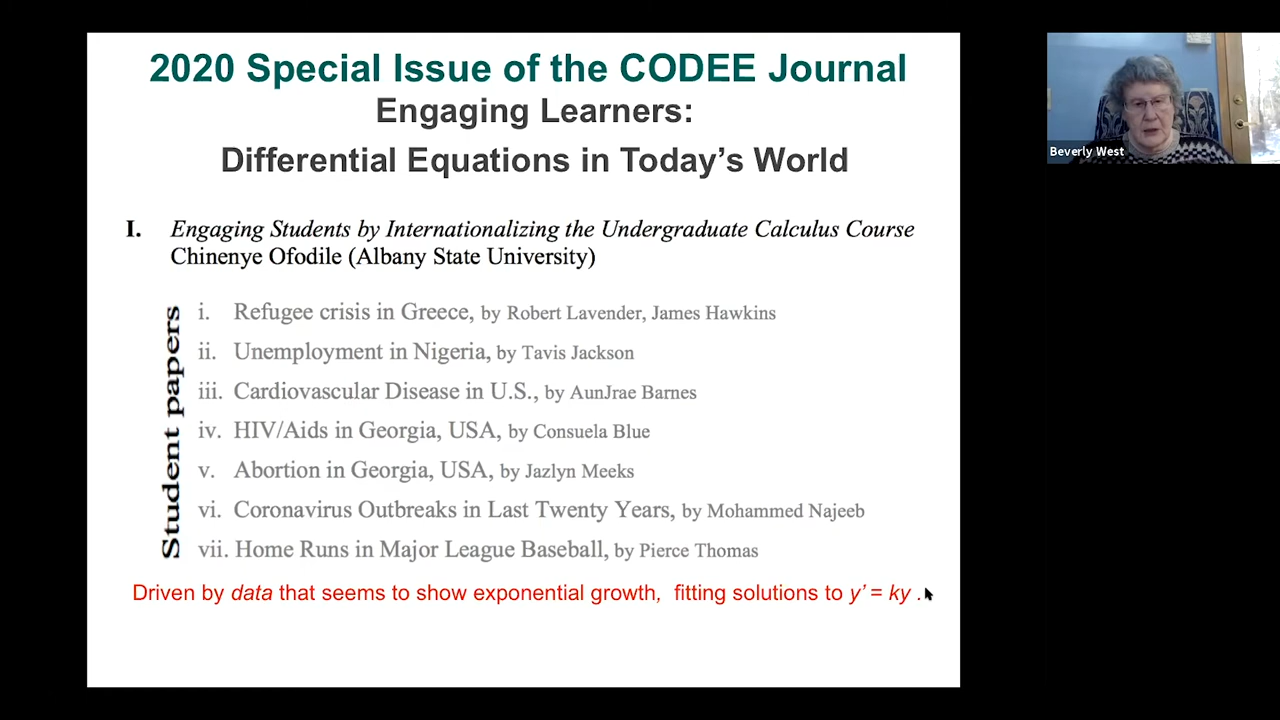 2020 Special Issue of the CODEE Journal
Engaging Learners:
Differential Equations in Today's World
I. Engaging Students by Internationalizing the Undergraduate Calculus Course
Chinenye Ofodile (Albany State University)
Student papers
i. Refugee crisis in Greece, by Robert Lavender, James Hawkins
ii. Unemployment in Nigeria, by Tavis Jackson
iii. Cardiovascular Disease in U.S., by AunJrae Barnes
iv. HIV/Aids in Georgia, USA, by Consuela Blue
v. Abortion in Georgia, USA, by Jazlyn Meeks
vi. Coronavirus Outbreaks in Last Twenty Years, by Mohammed Najeeb
vii. Home Runs in Major League Baseball, by Pierce Thomas
Driven by data that seems to show exponential growth, fitting solutions to y' = ky .
Beverly West